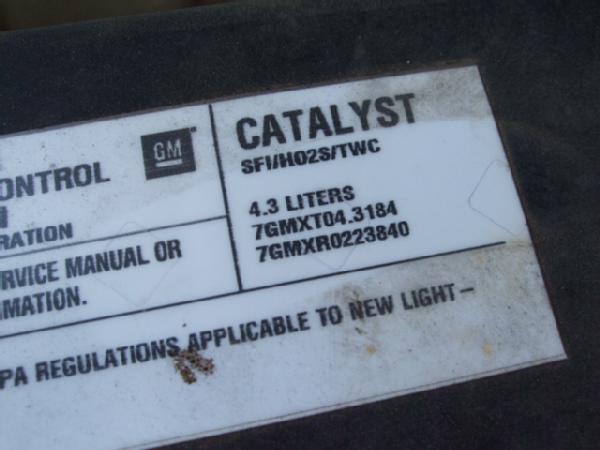 ONTROL
GM
RATION
RVICE MANUAL OR
MATION.
CATALYST
SFI/HO2S/TWC
4.3 LITERS
7GMXT04.3184
7GMXR0223840
PA REGULATIONS APPLICABLE TO NEW LIGHT-